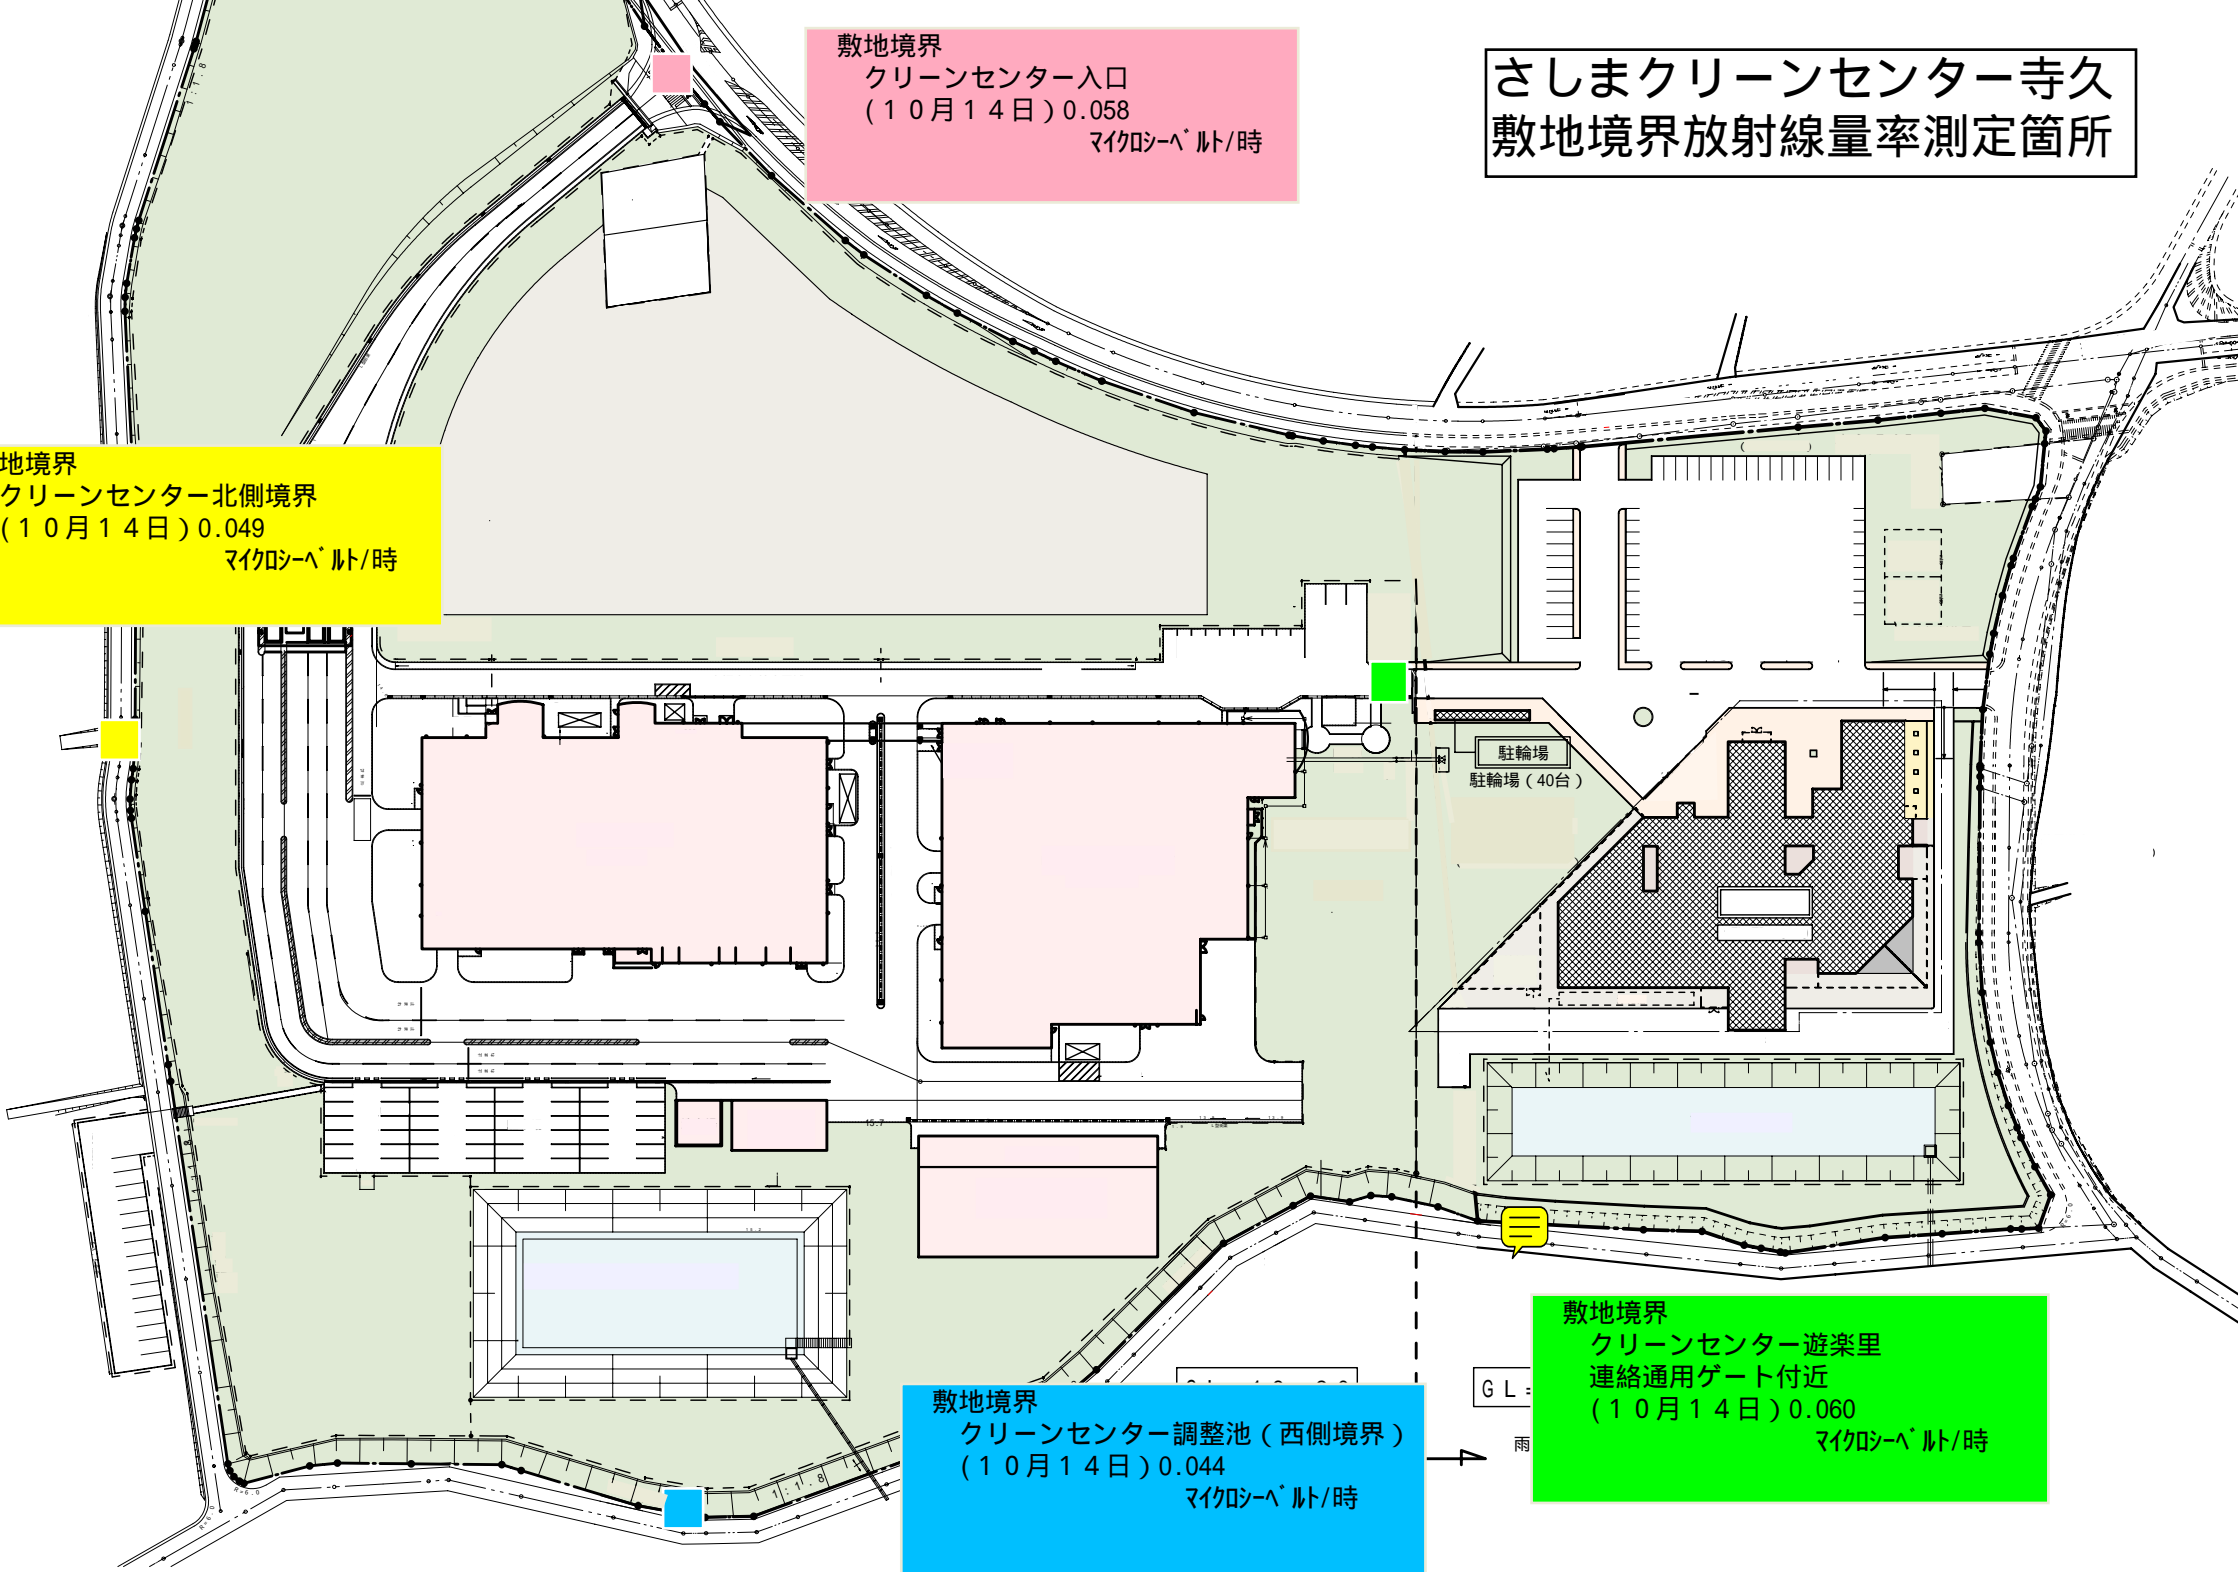 さしまクリーンセンター寺久
敷地境界放射線量率測定箇所
敷地境界
クリーンセンター入口
(10月14日)0.058
マイクロシーベルト/時
地境界
クリーンセンター北側境界
(10月14日)0.049
マイクロシーベルト/時
駐輪場
駐輪場(40台)
15.7
敷地境界
クリーンセンター調整池(西側境界)
(10月14日)0.044
マイクロシーベルト/時
GL=
雨
敷地境界
クリーンセンター遊楽里
連絡通用ゲート付近
(10月14日)0.060
マイクロシーベルト/時
1:1.8
R=6.0
R=6.0